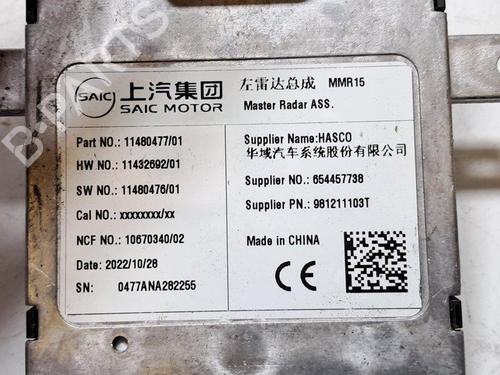 SAIC 上汽集团 左雷达总成 MMR15
SAIC MOTOR Master Radar ASS.
Part NO.: 11480477/01
HW NO.: 11432692/01
SW NO.: 11480476/01
Cal NO.: xxxxxxxx/xx
NCF NO.: 10670340/02
Date: 2022/10/28
SN: 0477ANA282255
Supplier Name:HASCO
华域汽车系统股份有限公司
Supplier NO.: 654457738
Supplier PN.: 981211103T
Made in CHINA
CE
B-PARTS